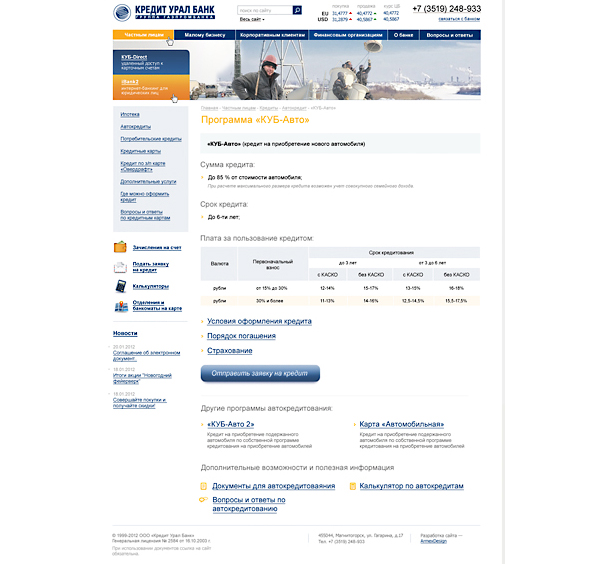 КРЕДИТ УРАЛ БАНК
ГРУППА ГАЗПРОМБАНКА
поиск по сайту
Весь сайт
покупка продажа курс ЦБ
EU 31,4777 40,4772 40,4772
USD 31,2879 40,5867 40,5867
+7 (3519) 248-933
связаться с банком
Частным лицам
Малому бизнесу
Корпоративным клиентам
Финансовым организациям
О банке
Вопросы и ответы
КУБ-Direct
удаленный доступ к
карточным счетам
iBank2
интернет-банкинг для
юридических лиц
Главная - Частным лицам - Кредиты - Автокредит - «КУБ-Авто»
Программа «КУБ-Авто»
Ипотека
Автокредиты
Потребительские кредиты
Кредитные карты
Кредит по з/п карте
«Овердрафт»
Дополнительные услуги
Где можно оформить
кредит
Вопросы и ответы
по кредитным картам
Зачисления на счет
Подать заявку
на кредит
Калькуляторы
Отделения и
банкоматы на карте
Новости
20.01.2012
Соглашение об электронном
документ..
18.01.2012
Итоги акции "Новогодний
фейерверк"
18.01.2012
Совершайте покупки и
получайте скидки!
«КУБ-Авто» (кредит на приобретение нового автомобиля)
Сумма кредита:
До 85 % от стоимости автомобиля;
При расчете максимального размера кредита возможен учет совокупного семейного дохода.
Срок кредита:
До 6-ти лет;
Плата за пользование кредитом:
Валюта
Первоначальный
взнос
Срок кредитования
до 3 лет
от 3 до 6 лет
с КАСКО без КАСКО с КАСКО без КАСКО
рубли от 15% до 30% 12-14% 15-17% 13-15% 16-18%
рубли 30% и более 11-13% 14-16% 12,5-14,5% 15,5-17,5%
Условия оформления кредита
Порядок погашения
Страхование
Отправить заявку на кредит
Другие программы автокредитования:
«КУБ-Авто 2»
Кредит на приобретение подержанного
автомобиля по собственной программе
кредитования на приобретение автомобилей
Карта «Автомобильная»
Кредит на приобретение подержанного
автомобиля по собственной программе
кредитования на приобретение автомобилей
Дополнительные возможности и полезная информация
Документы для автокредитования
Калькулятор по автокредитам
Вопросы и ответы по
автокредитованию
© 1999-2012 ООО «Кредит Урал Банк»
Генеральная лицензия № 2584 от 16.10.2003 г.
При использовании документов ссылка на сайт
обязательна.
455044, Магнитогорск, ул. Гагарина, д.17
Тел. +7 (3519) 248-933
Разработка сайта —
ArmexDesign